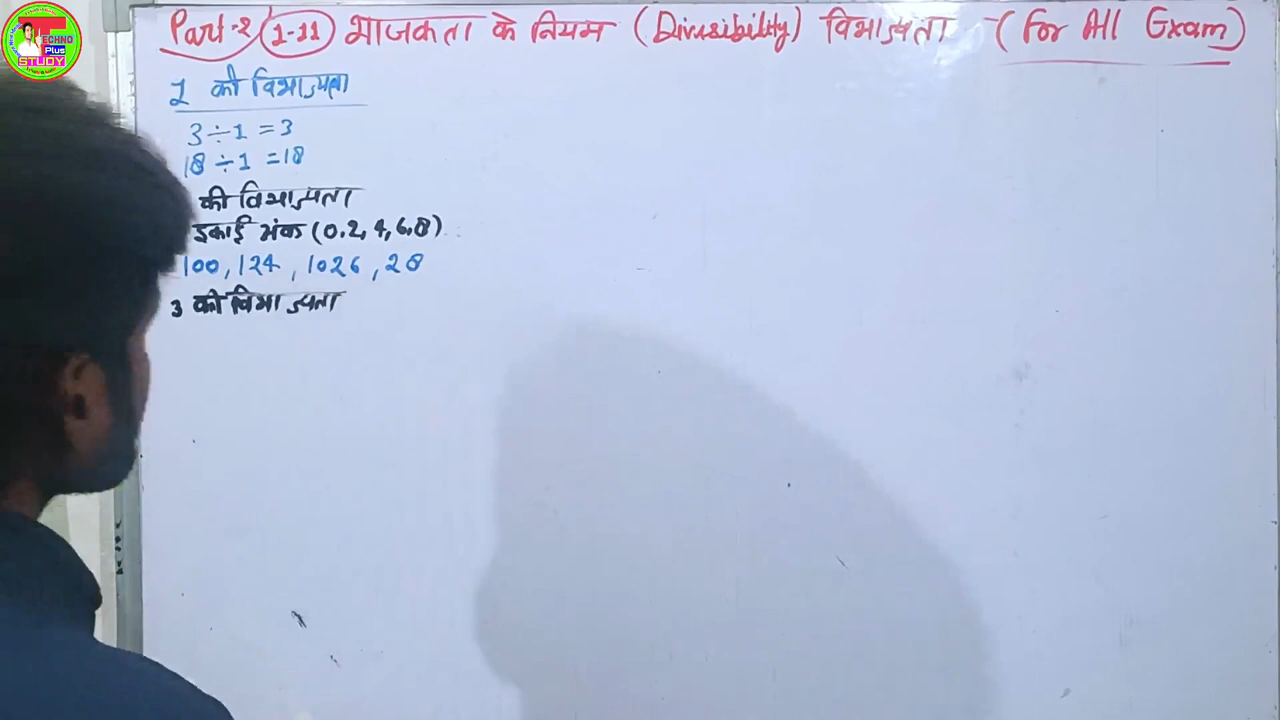 TECHNO
Plus
STUDY
Part-2 (1-11) भाजकता के नियम (Divisibility) विभाज्यता - (For All Exam)
1 की विभाज्यता
3÷1 = 3
18 ÷1 =18
की विभाज्यता
इकाई अंक (0,2,4,6,8)
100, 124, 1026, 28
3 की विभाज्यता